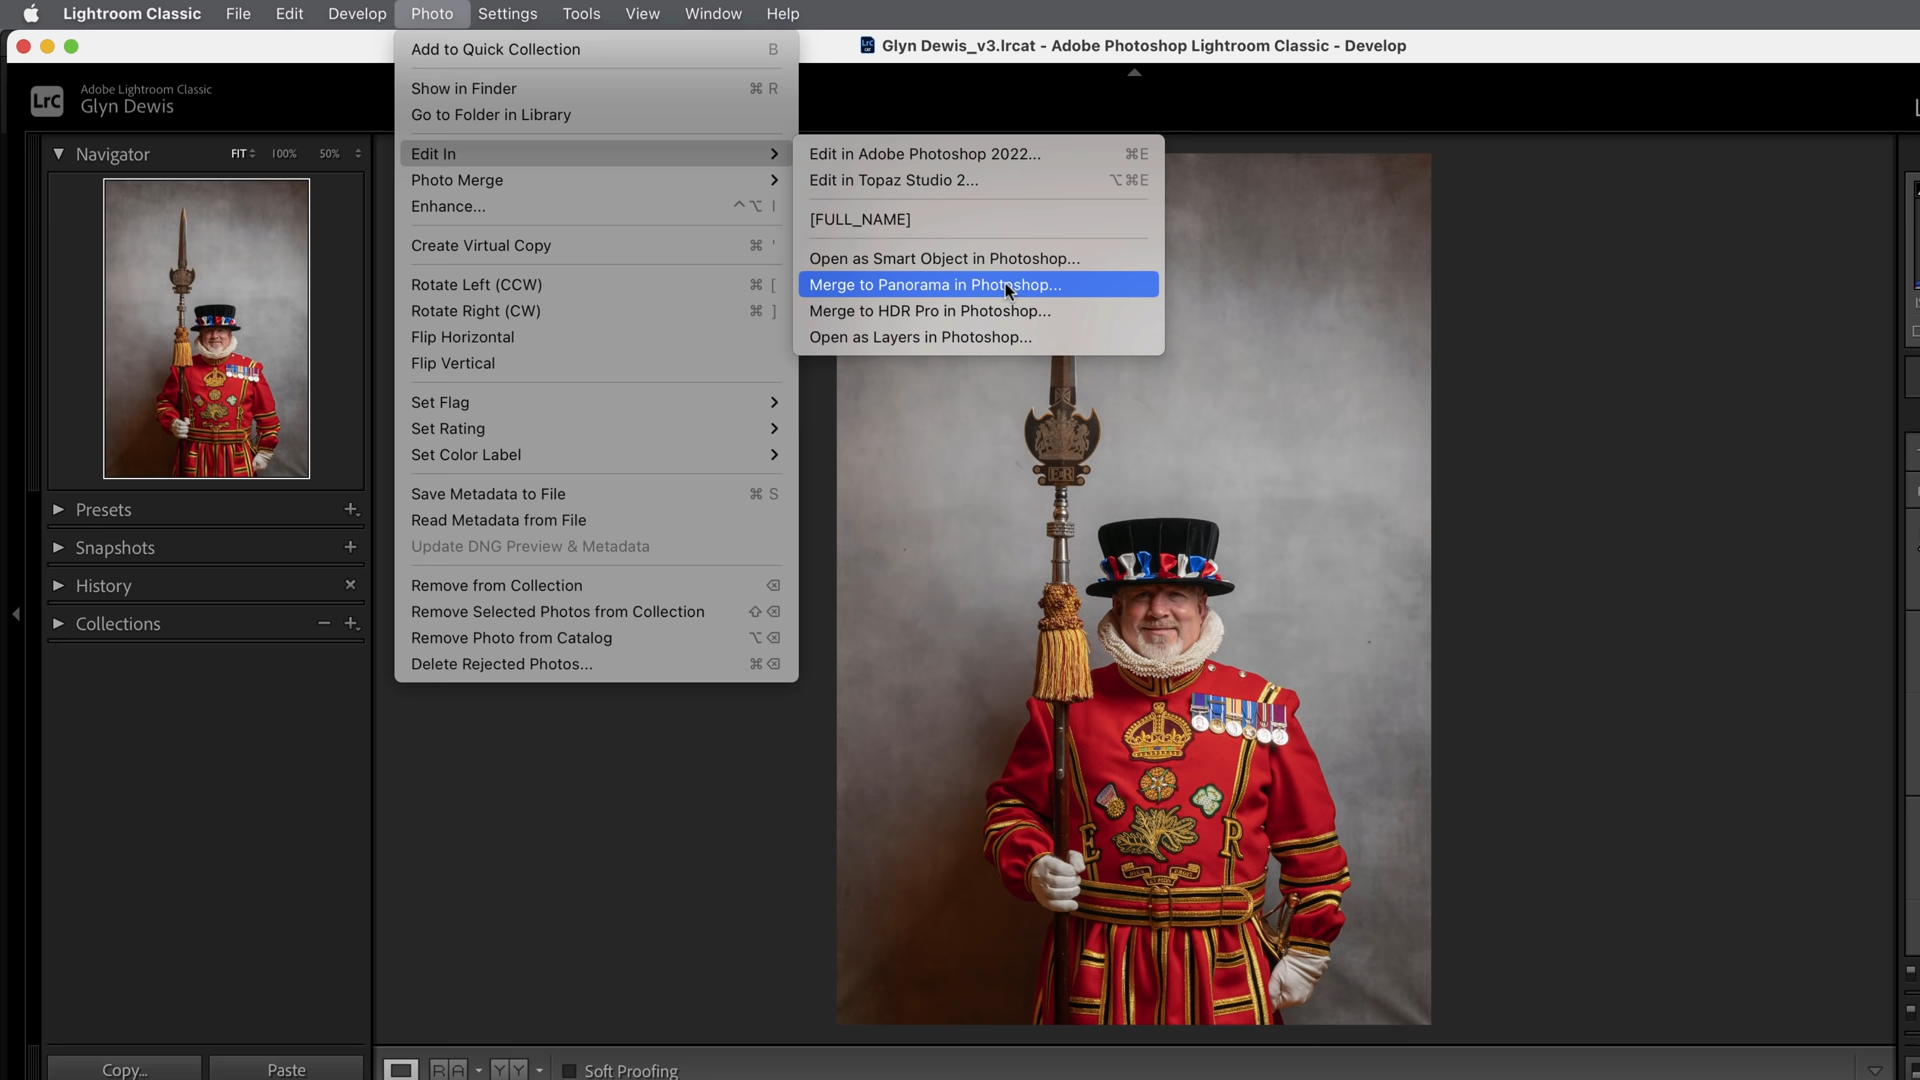 Lightroom Classic File Edit Develop Photo Settings Tools View Window Help
Glyn Dewis_v3.lrcat - Adobe Photoshop Lightroom Classic - Develop
LrC Adobe Lightroom Classic
Glyn Dewis
Navigator FIT 100% 50%
Presets
Snapshots
History
Collections
Copy... Paste
Add to Quick Collection B
Show in Finder ⌘ R
Go to Folder in Library
Edit In
Photo Merge
Enhance... ^⌥ I
Create Virtual Copy ⌘ '
Rotate Left (CCW) ⌘ [
Rotate Right (CW) ⌘ ]
Flip Horizontal
Flip Vertical
Set Flag
Set Rating
Set Color Label
Save Metadata to File ⌘ S
Read Metadata from File
Update DNG Preview & Metadata
Remove from Collection ⌫
Remove Selected Photos from Collection ⇧⌫
Remove Photo from Catalog ⌥⌫
Delete Rejected Photos... ⌘⌫
Edit in Adobe Photoshop 2022... ⌘E
Edit in Topaz Studio 2... ⌥⌘E
[FULL_NAME]
Open as Smart Object in Photoshop...
Merge to Panorama in Photoshop...
Merge to HDR Pro in Photoshop...
Open as Layers in Photoshop...
E R
E R
RA YY Soft Proofing